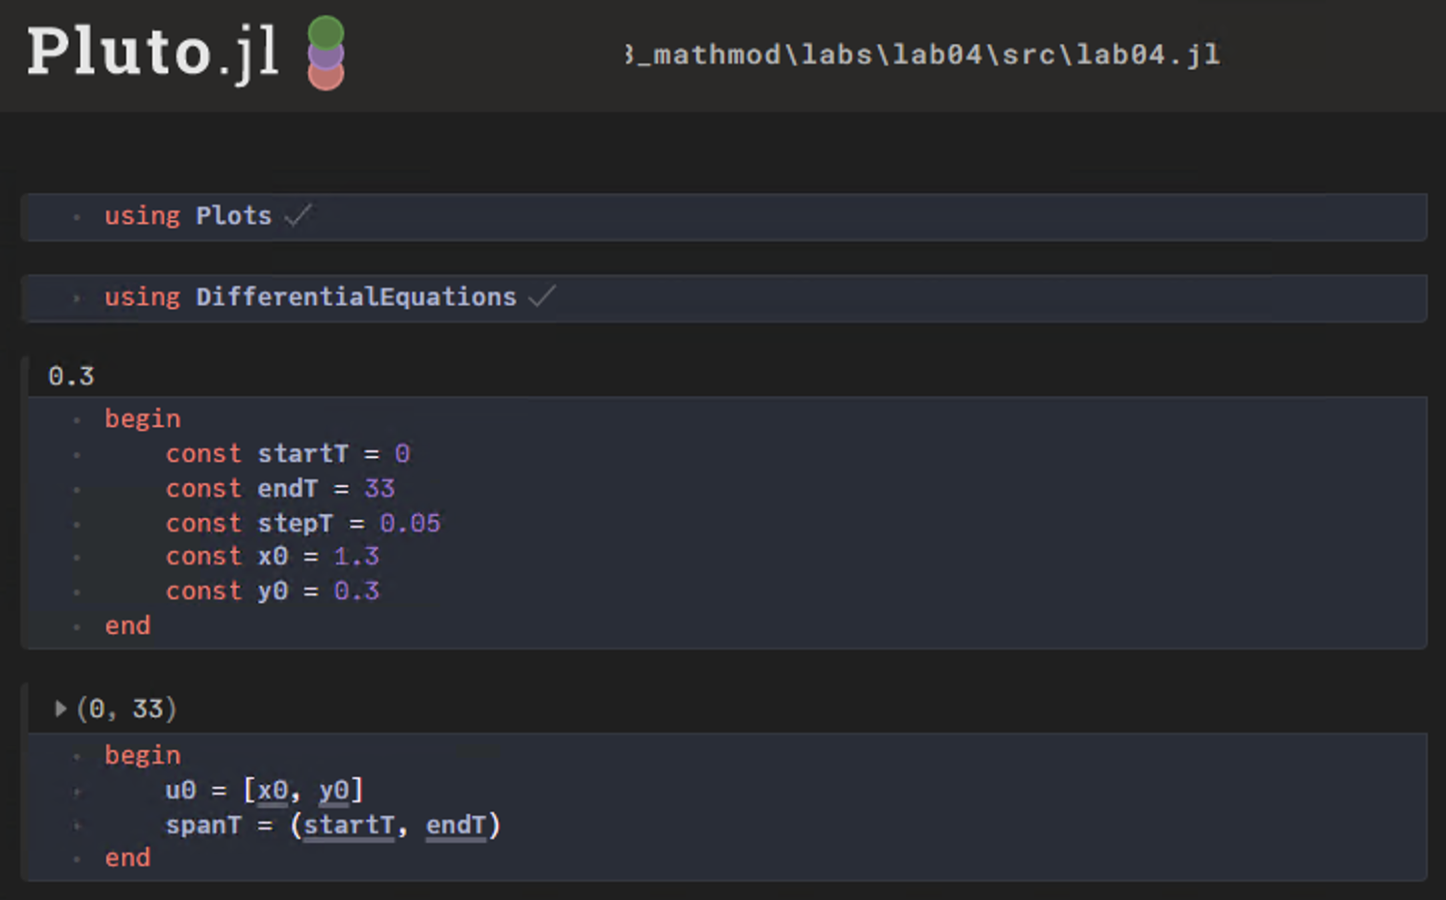 Pluto.jl
3_mathmod\labs\lab04\src\lab04.jl
using Plots
using DifferentialEquations
0.3
begin
const startT = 0
const endT = 33
const stepT = 0.05
const x0 = 1.3
const y0 = 0.3
end
(0, 33)
begin
u0 = [x0, y0]
spanT = (startT, endT)
end